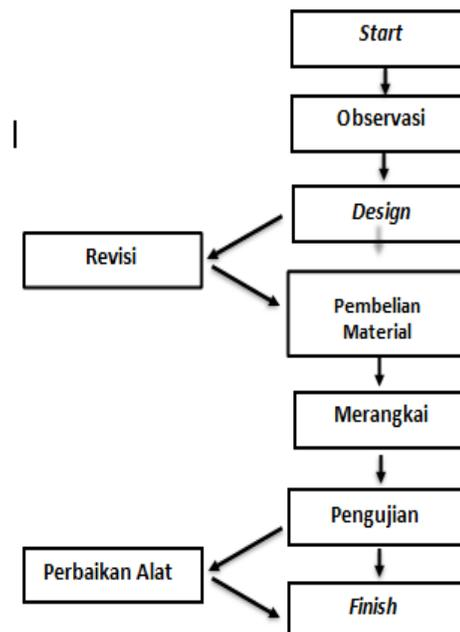 Start
Observasi
Design
Revisi
Pembelian
Material
Merangkai
Pengujian
Perbaikan Alat
Finish